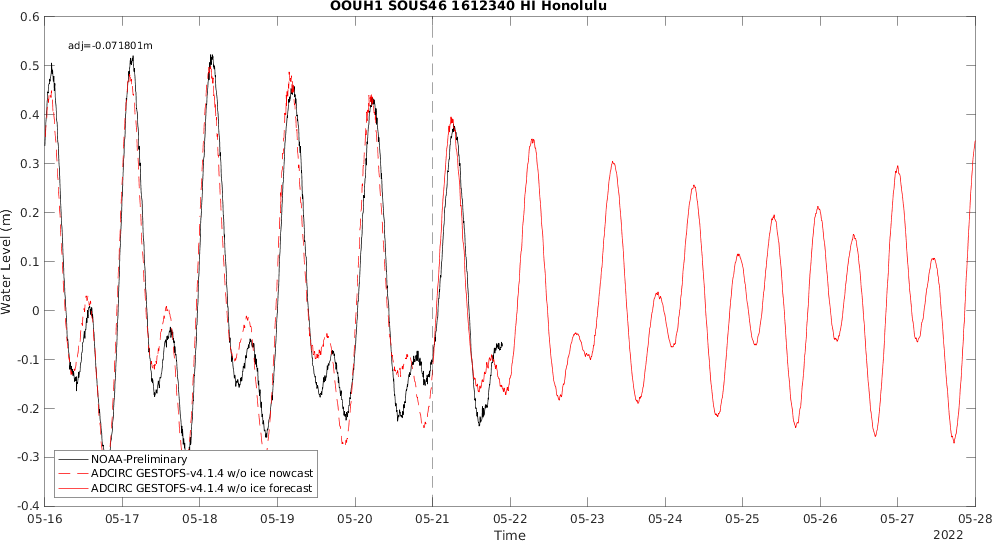 OOUH1 SOUS46 1612340 HI Honolulu
adj=-0.071801m
0.6
0.5
0.4
0.3
0.2
0.1
0
-0.1
-0.2
-0.3
-0.4
Water Level (m)
NOAA-Preliminary
ADCIRC GESTOFS-v4.1.4 w/o ice nowcast
ADCIRC GESTOFS-v4.1.4 w/o ice forecast
05-16 05-17 05-18 05-19 05-20 05-21 05-22 05-23 05-24 05-25 05-26 05-27 05-28
Time
2022